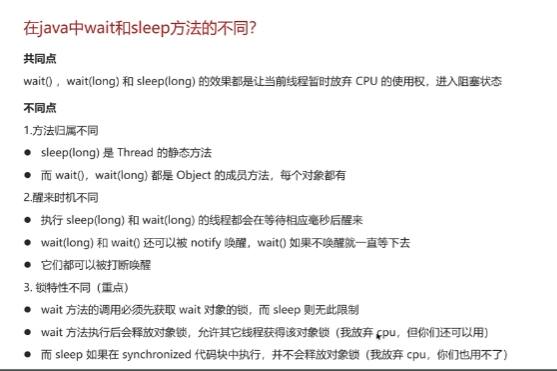 在java中wait和sleep方法的不同?
共同点
wait() ，wait(long) 和 sleep(long) 的效果都是让当前线程暂时放弃 CPU 的使用权，进入阻塞状态
不同点
1.方法归属不同
● sleep(long) 是 Thread 的静态方法
● 而 wait()，wait(long) 都是 Object 的成员方法，每个对象都有
2.醒来时机不同
● 执行 sleep(long) 和 wait(long) 的线程都会在等待相应毫秒后醒来
● wait(long) 和 wait() 还可以被 notify 唤醒，wait() 如果不唤醒就一直等下去
● 它们都可以被打断唤醒
3. 锁特性不同（重点）
● wait 方法的调用必须先获取 wait 对象的锁，而 sleep 则无此限制
● wait 方法执行后会释放对象锁，允许其它线程获得该对象锁（我放弃 cpu，但你们还可以用）
● 而 sleep 如果在 synchronized 代码块中执行，并不会释放对象锁（我放弃 cpu，你们也用不了）